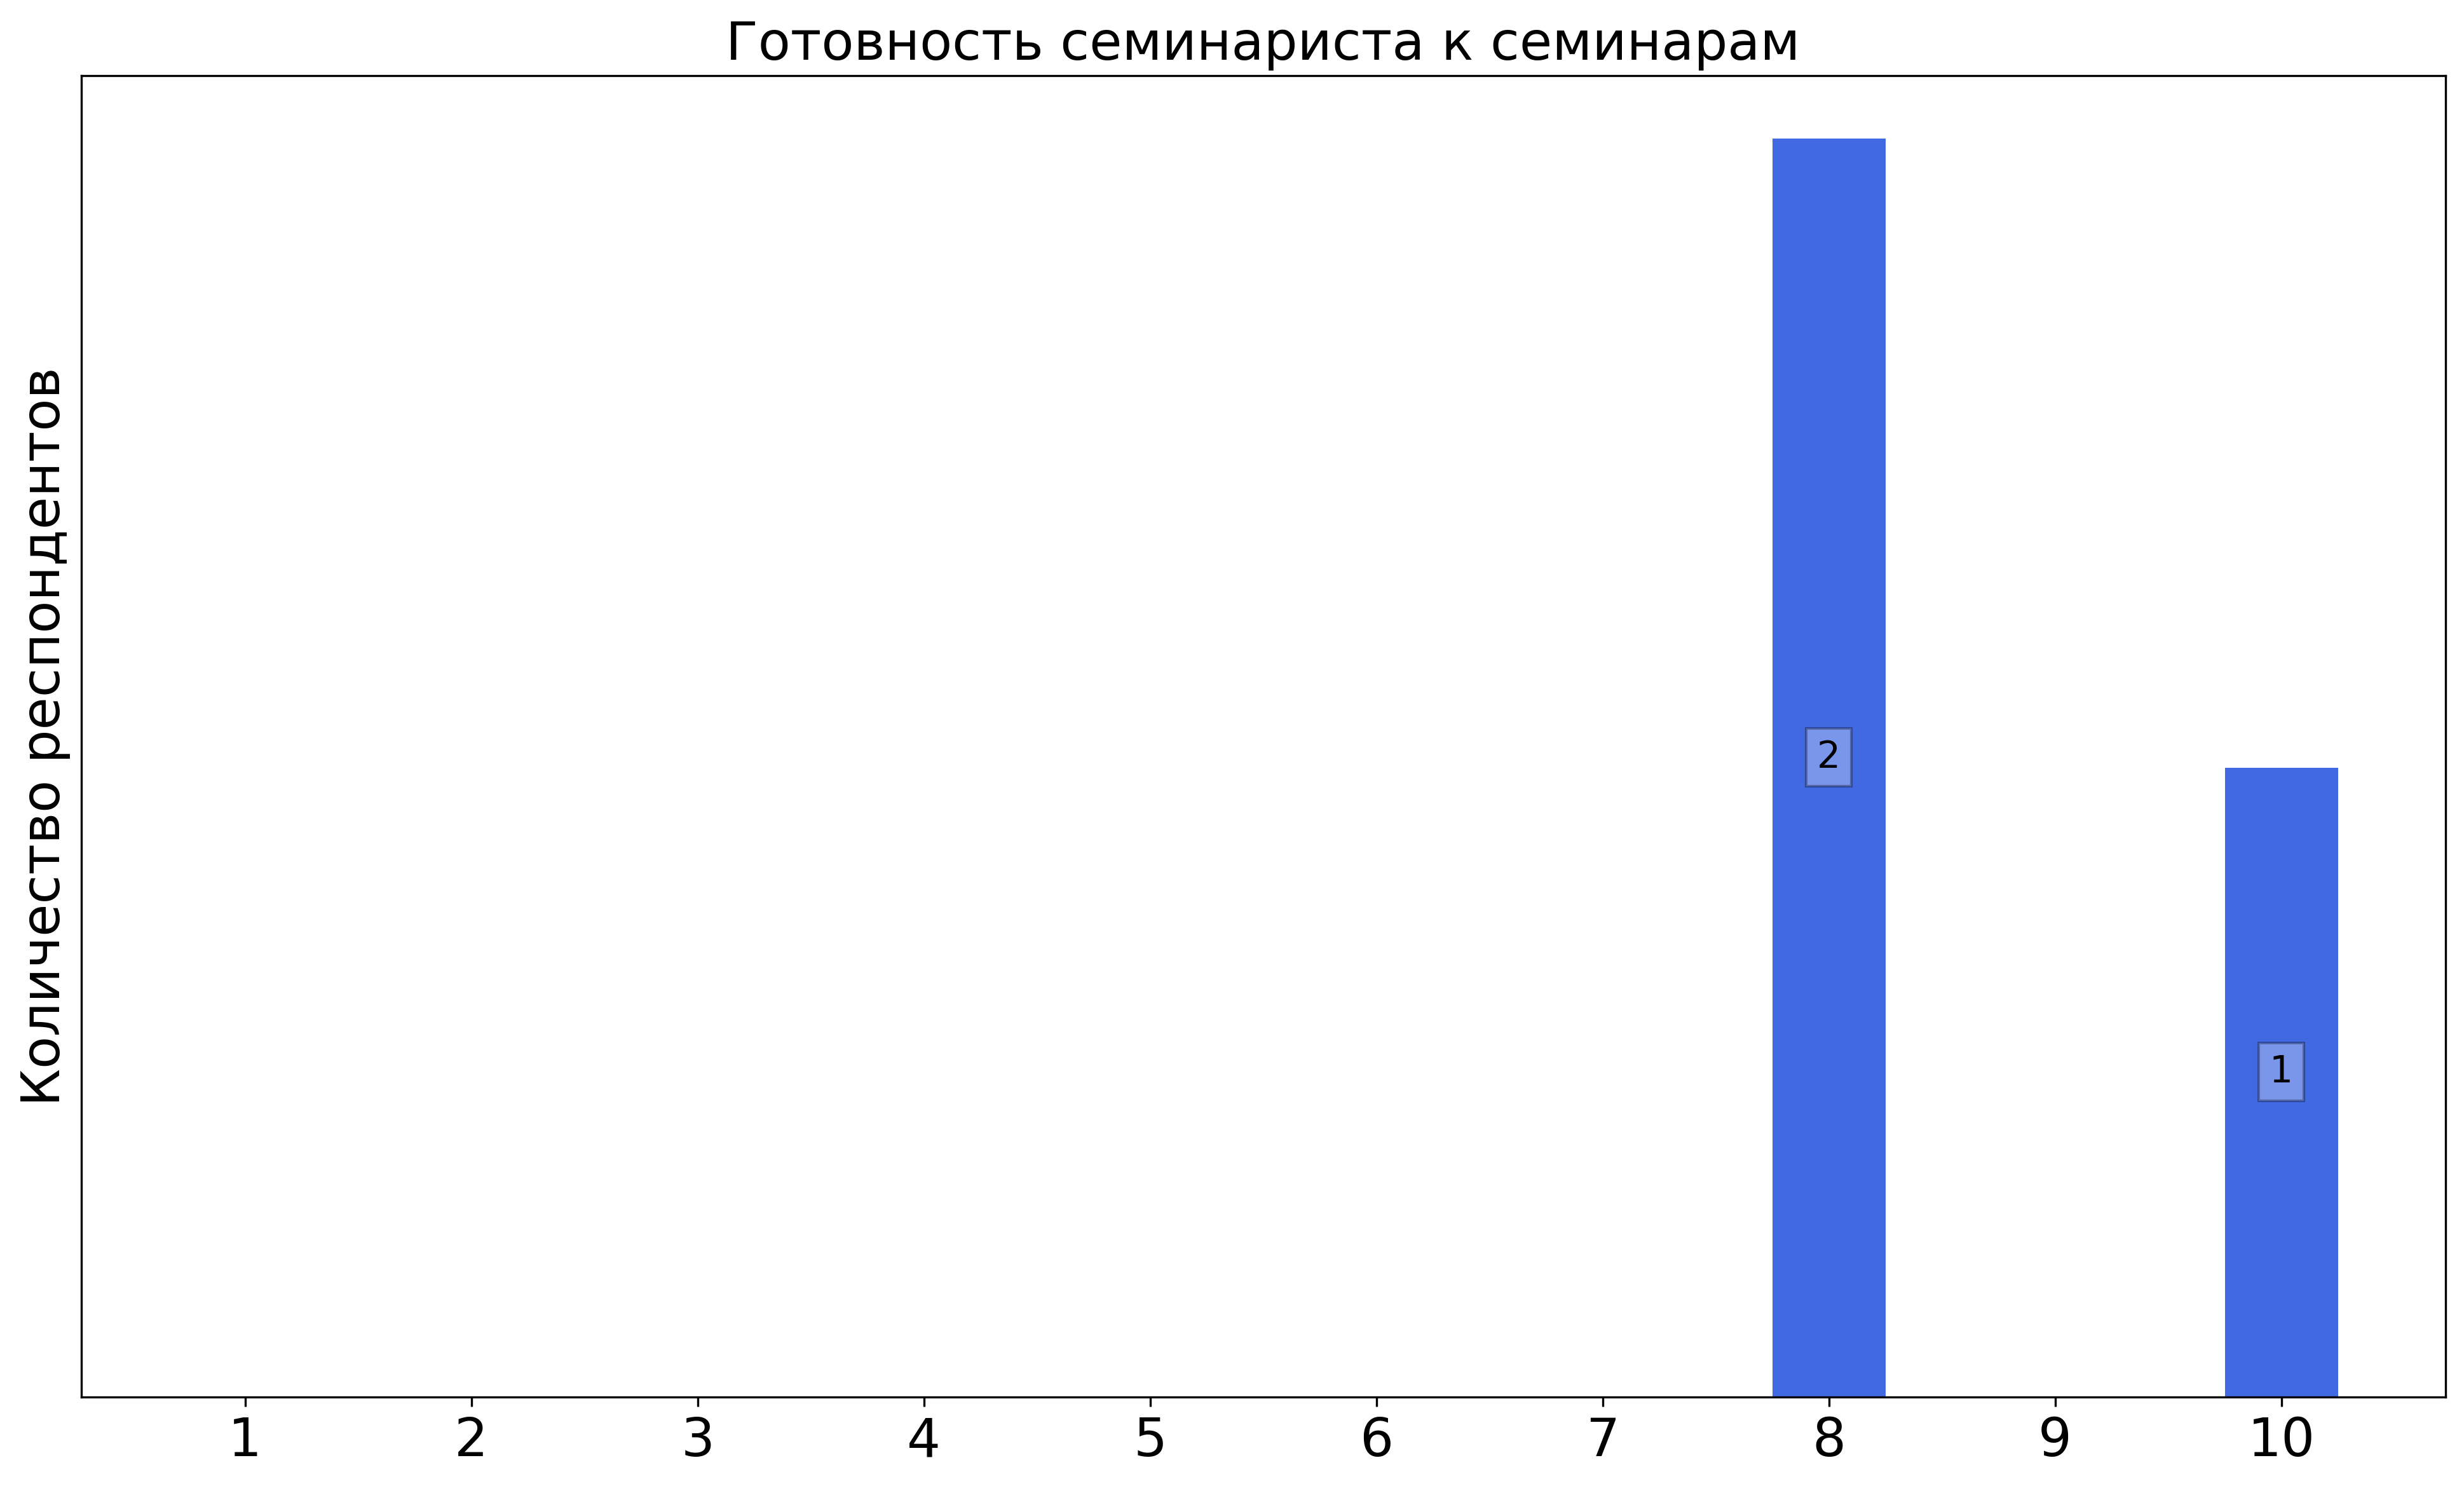 Готовность семинариста к семинарам
Количество респондентов
2
1
1 2 3 4 5 6 7 8 9 10